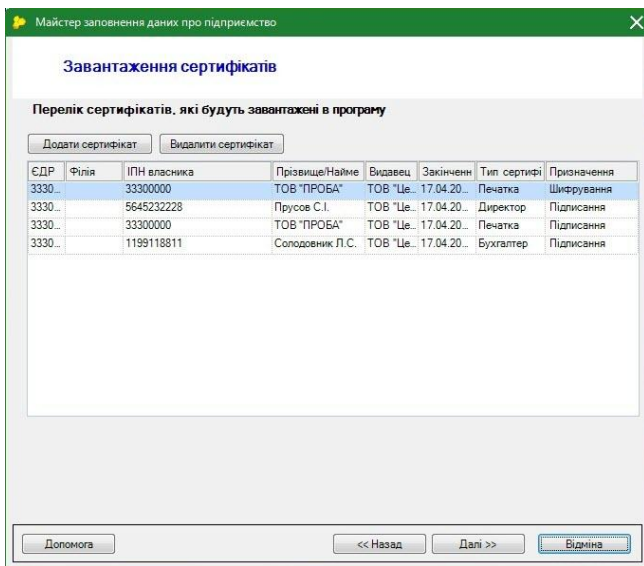 Майстер заповнення даних про підприємство
Завантаження сертифікатів
Перелік сертифікатів, які будуть завантажені в програму
Додати сертифікат Видалити сертифікат
ЄДР Філія ІПН власника Прізвище/Найме Видавец Закінченн Тип сертифі Призначення
3330... 33300000 ТОВ "ПРОБА" ТОВ "Це... 17.04.20... Печатка Шифрування
3330... 5645232228 Прусов С.І. ТОВ "Це... 17.04.20... Директор Підписання
3330... 33300000 ТОВ "ПРОБА" ТОВ "Це... 17.04.20... Печатка Підписання
3330... 1199118811 Солодовник Л.С. ТОВ "Це... 17.04.20... Бухгалтер Підписання
Допомога << Назад Далі >> Відміна